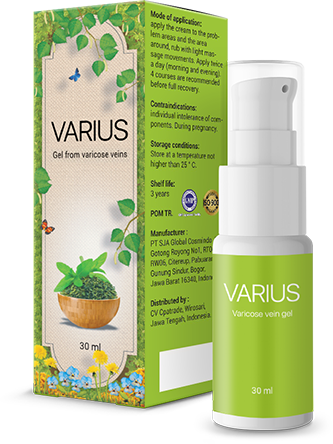 VARIUS
Gel from varicose veins
30 ml
Mode of application:
apply the cream to the prob-
lem areas and the area
around, rub with light mas-
sage movements. Apply twice
a day (morning and evening).
4 courses are recommended
before full recovery.
Contraindications:
individual intolerance of com-
ponents. During pregnancy.
Storage conditions:
Store at a temperature not
higher than 25 ° C.
Shelf life:
3 years
POM TR.
GMP
Manufacturer :
PT SJA Global Cosmindo
Gotong Royong No1, RT0
RW06, Citereup, Pabuaran
Gunung Sindur, Bogor,
Jawa Barat 16340, Indone
Distributed by :
CV Cpatrade, Wirosari,
Jawa Tengah, Indonesia
VARIUS
Varicose vein gel
30 ml